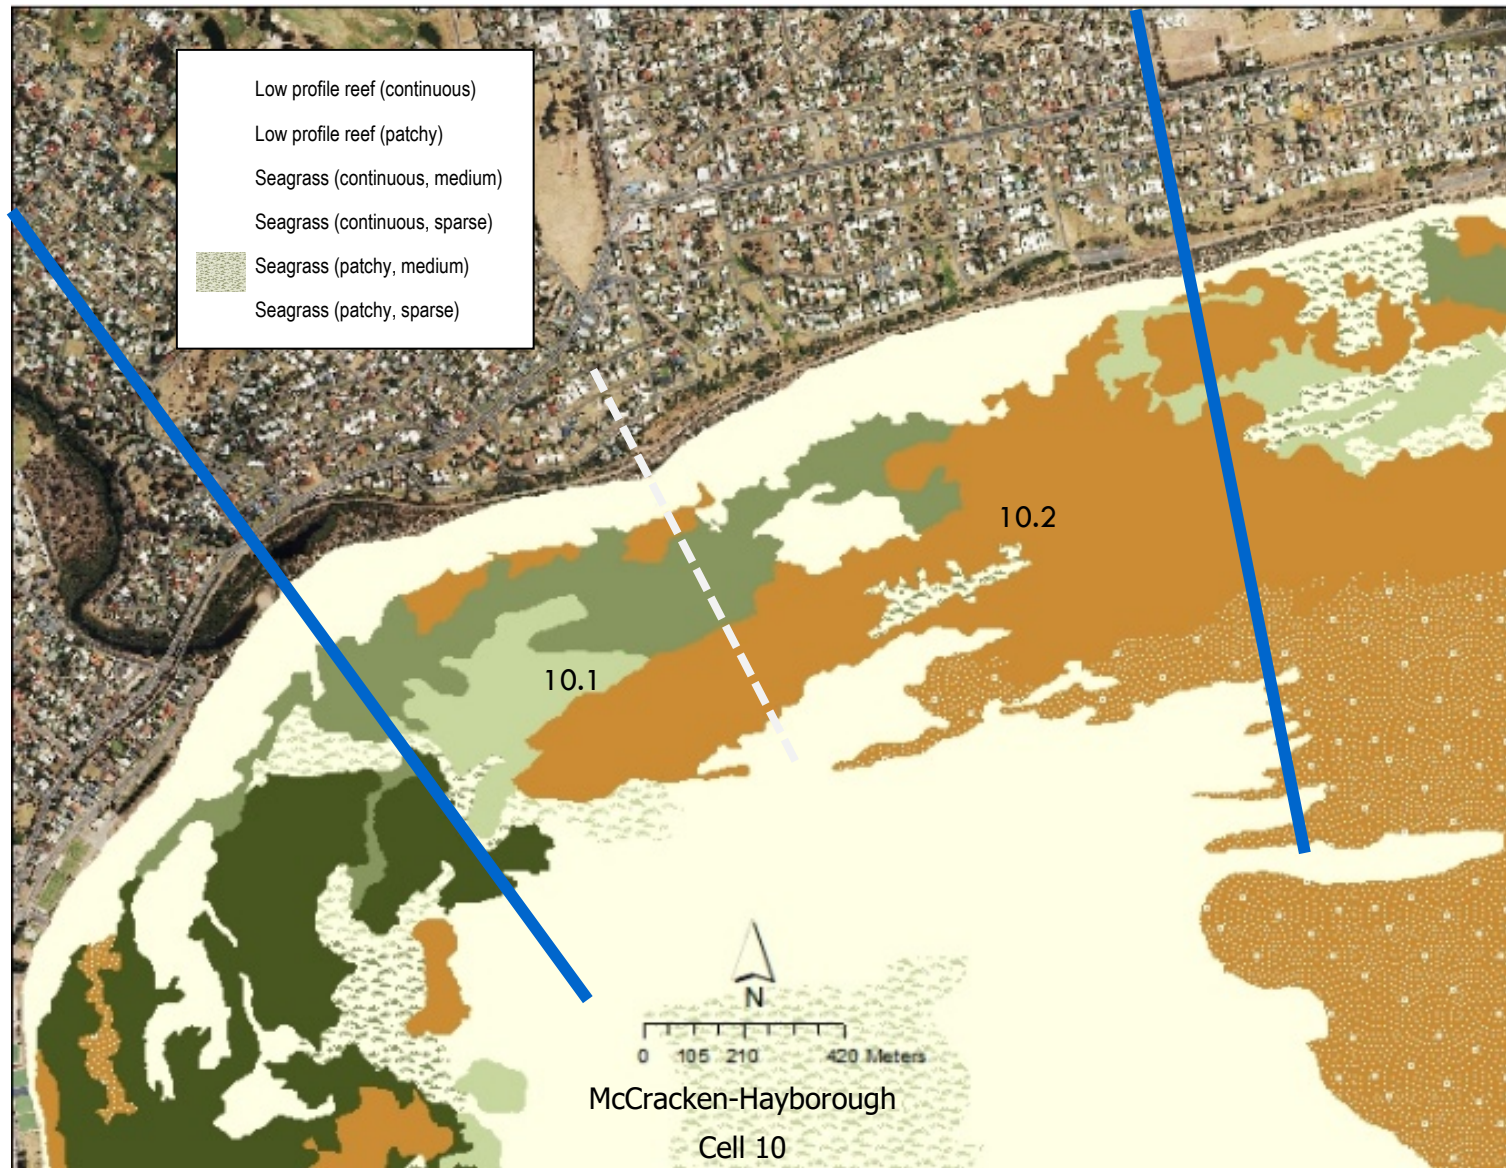 Low profile reef (continuous)
Low profile reef (patchy)
Seagrass (continuous, medium)
Seagrass (continuous, sparse)
Seagrass (patchy, medium)
Seagrass (patchy, sparse)
10.2
10.1
N
0 105 210 420 Meters
McCracken-Hayborough
Cell 10